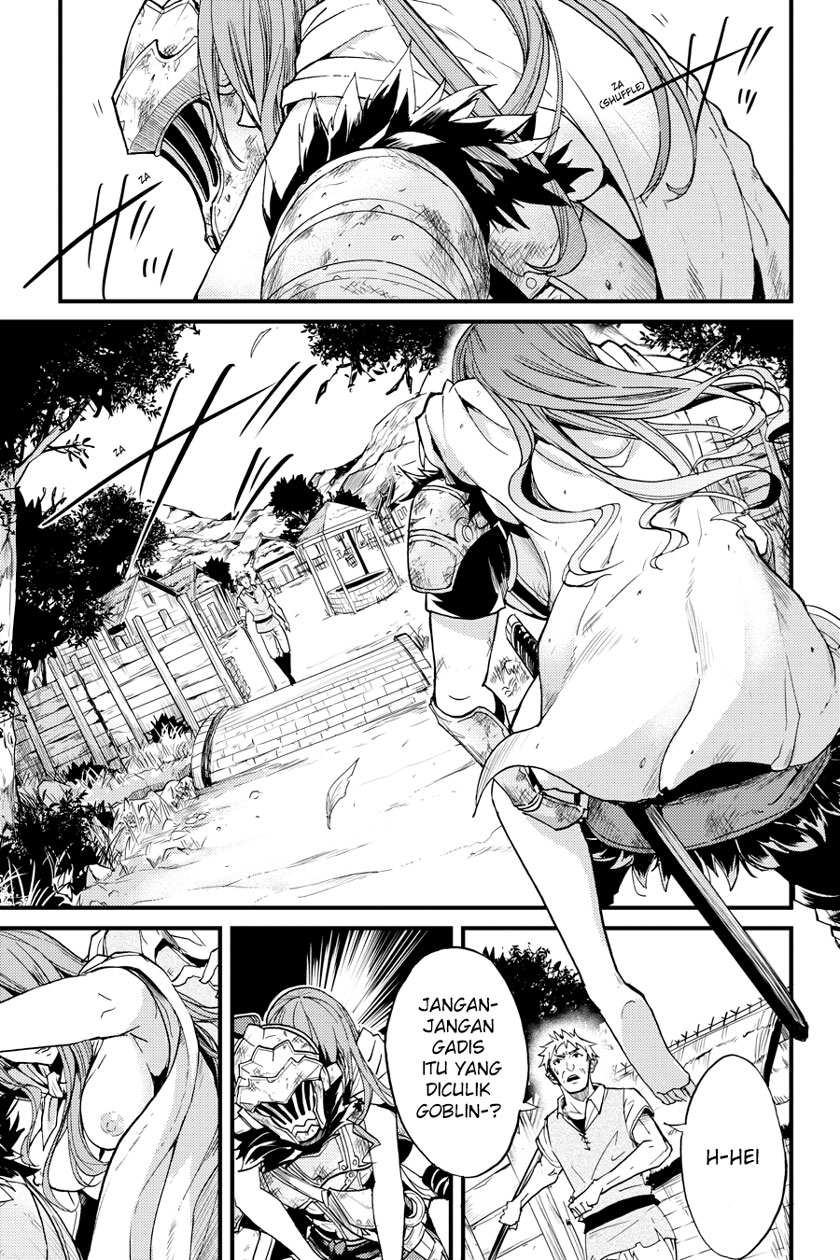 ZA
(SHUFFLE)
ZA
ZA
H-HEI
JANGAN-
JANGAN
GADIS
ITU YANG
DICULIK
GOBLIN-?